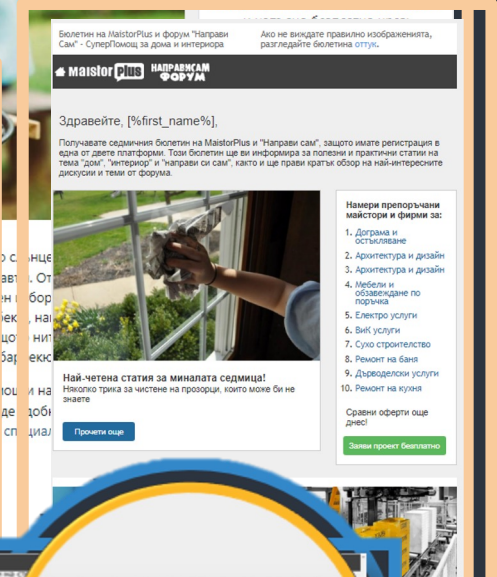 Бюлетин на MaistorPlus и форум "Направи
Сам" - СуперПомощ за дома и интериора
Ако не виждате правилно изображенията,
разгледайте бюлетина оттук.
maistor plus НАПРАВИСАМ
ФОРУМ
Здравейте, [%first_name%],
Получавате седмичния бюлетин на MaistorPlus и "Направи сам", защото имате регистрация в
една от двете платформи. Този бюлетин ще ви информира за полезни и практични статии на
тема "дом", "интериор" и "направи си сам", както и ще прави кратък обзор на най-интересните
дискусии и теми от форума.
Най-четена статия за миналата седмица!
Няколко трика за чистене на прозорци, които може би не
знаете
Прочети още
Намери препоръчани
майстори и фирми за:
1. Дограма и
остъкляване
2. Архитектура и дизайн
3. Архитектура и дизайн
4. Мебели и
обзавеждане по
поръчка
5. Електро услуги
6. ВиК услуги
7. Сухо строителство
8. Ремонт на баня
9. Дърводелски услуги
10. Ремонт на кухня
Сравни оферти още
днес!
Заяви проект безплатно